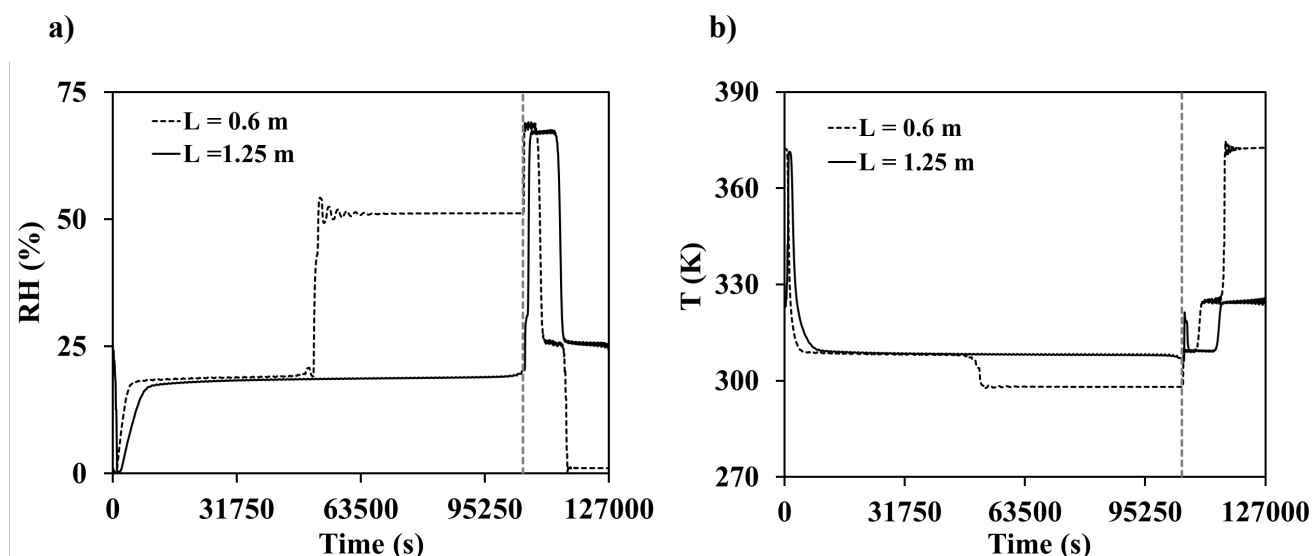 a)
75
50
25
0
RH (%)
L = 0.6 m
L =1.25 m
0 31750 63500 95250 127000
Time (s)
b)
390
360
330
300
270
T (K)
L = 0.6 m
L = 1.25 m
0 31750 63500 95250 127000
Time (s)